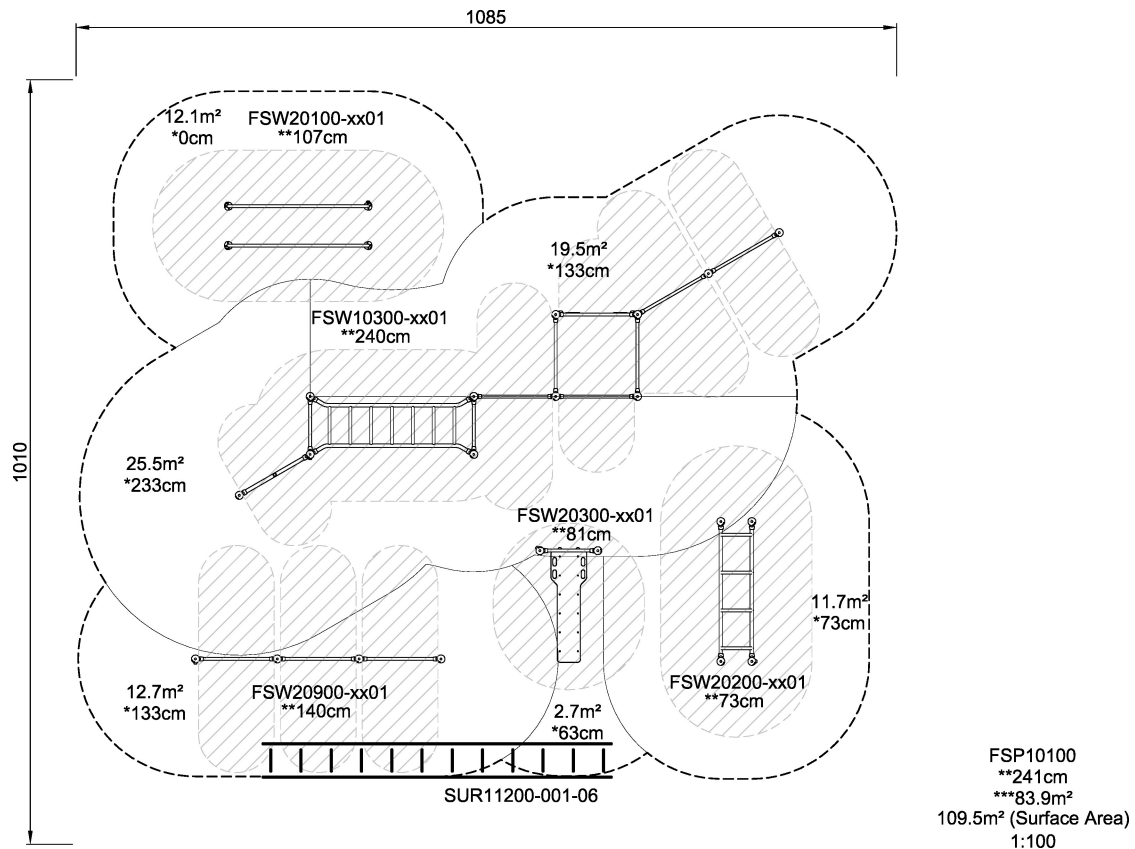 1085
12.1m²
*0cm
FSW20100-xx01
**107cm
19.5m²
*133cm
FSW10300-xx01
**240cm
1010
25.5m²
*233cm
FSW20300-xx01
**81cm
11.7m²
*73cm
FSW20200-xx01
**73cm
12.7m²
*133cm
FSW20900-xx01
**140cm
2.7m²
*63cm
SUR11200-001-06
FSP10100
**241cm
***83.9m²
109.5m² (Surface Area)
1:100